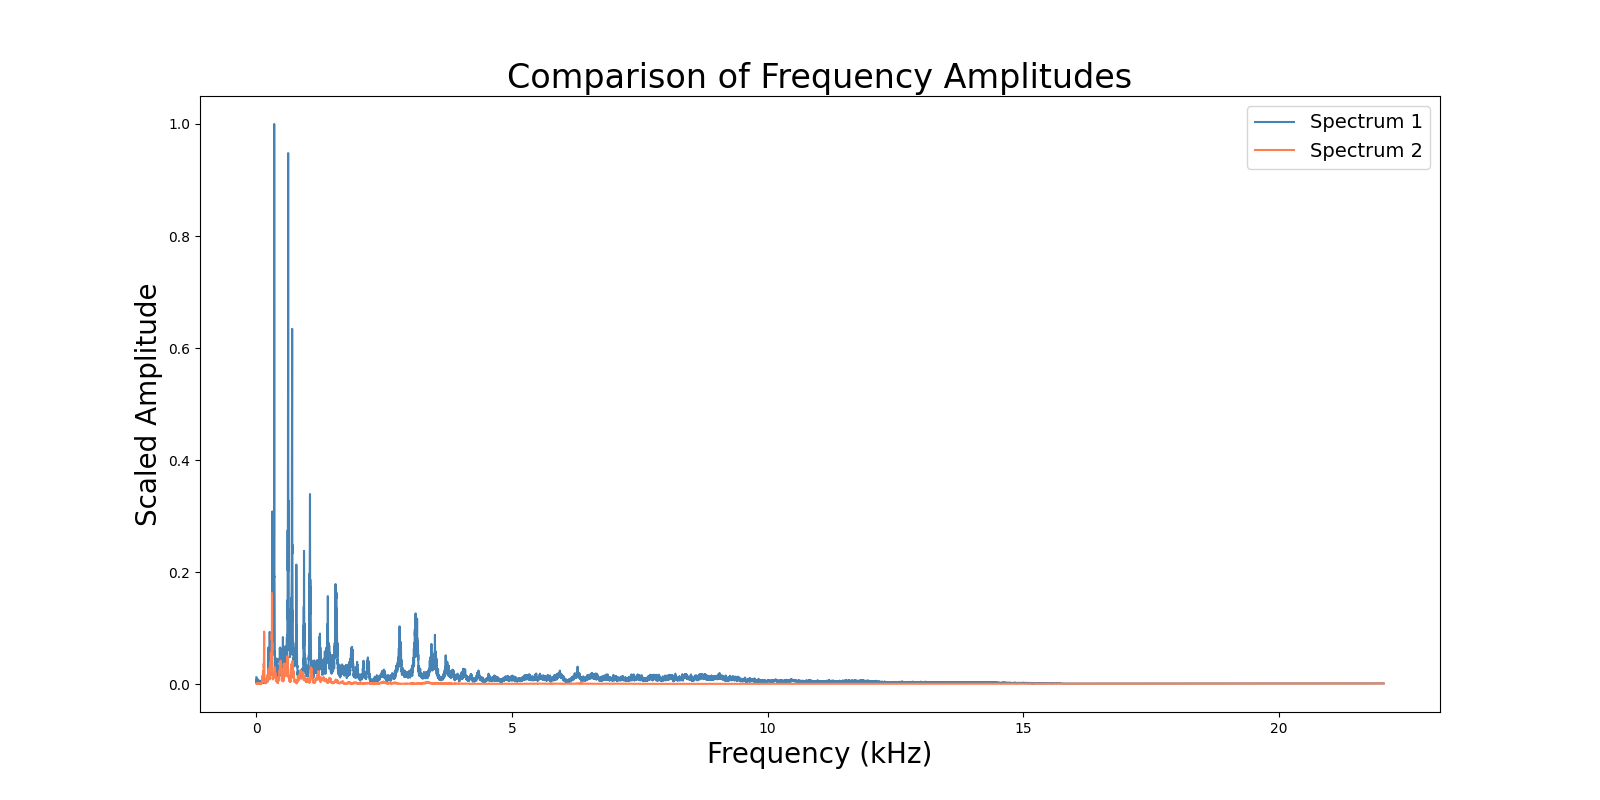 Comparison of Frequency Amplitudes
Spectrum 1
Spectrum 2
Scaled Amplitude
1.0
0.8
0.6
0.4
0.2
0.0
0
5
10
15
20
Frequency (kHz)